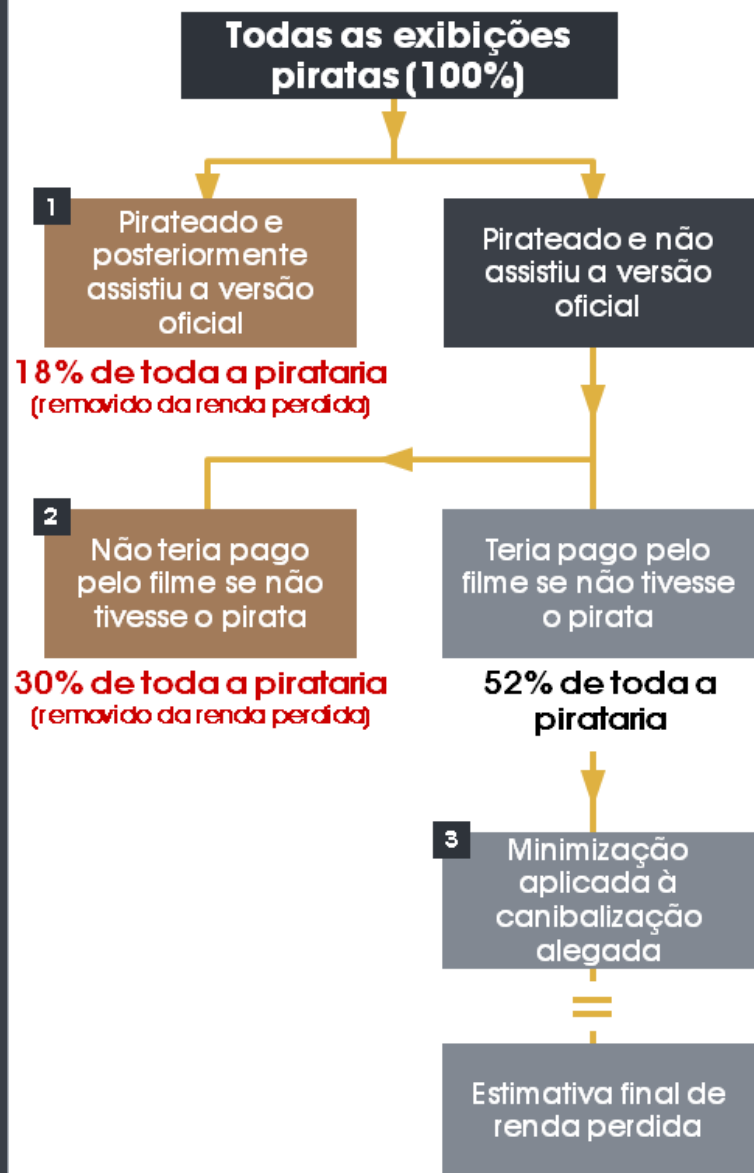 Todas as exibições
piratas (100%)
1
Pirateado e
posteriormente
assistiu a versão
oficial
Pirateado e não
assistiu a versão
oficial
18% de toda a pirataria
(removido da renda perdida)
2
Não teria pago
pelo filme se não
tivesse o pirata
Teria pago pelo
filme se não tivesse
o pirata
30% de toda a pirataria
(removido da renda perdida)
52% de toda a
pirataria
3
Minimização
aplicada à
canibalização
alegada
=
Estimativa final de
renda perdida